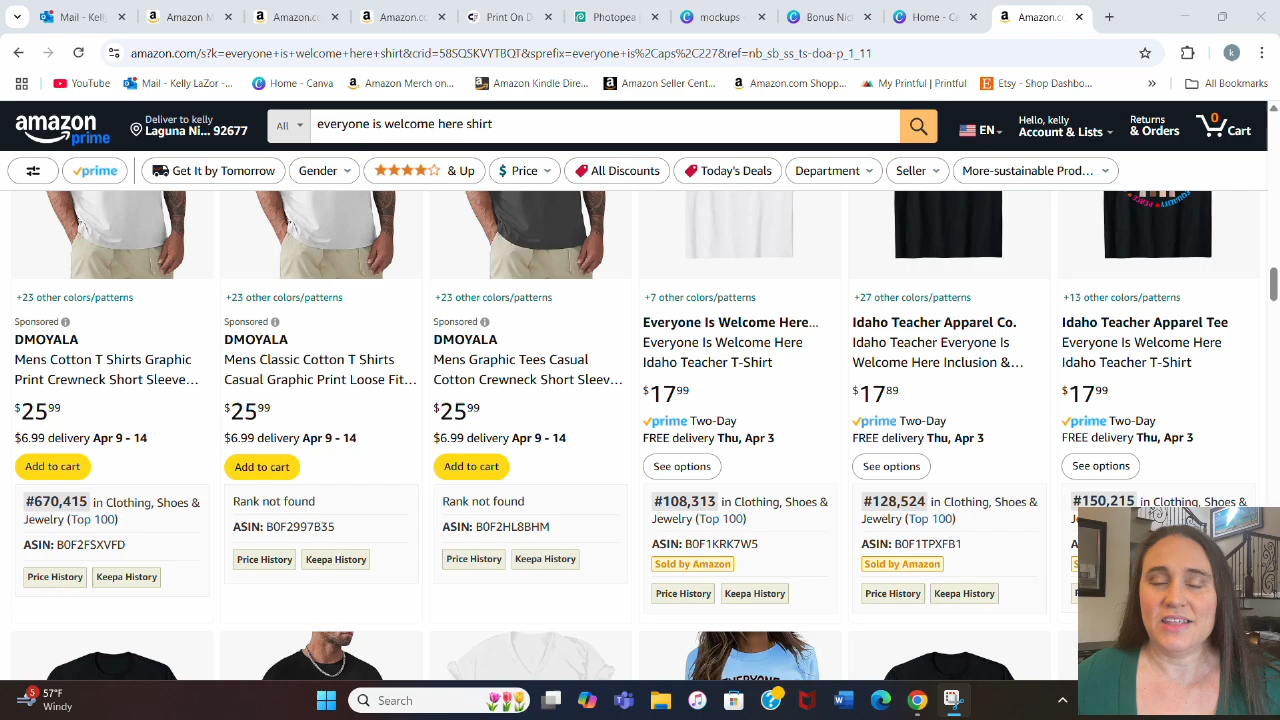 Mail - Kelly
Amazon M
Amazon.co
Amazon.co
Print On D
Photopea
mockups
Bonus Nic
Home - Ca
Amazon.co
amazon.com/s?k=everyone+is+welcome+here+shirt&crid=58SQSKVYTBQT&sprefix=everyone+is%2Caps%2C227&ref=nb_sb_ss_ts-doa-p_1_11
k
YouTube
Mail - Kelly LaZor -...
Home - Canva
Amazon Merch on...
Amazon Kindle Dire...
Amazon Seller Cent...
Amazon.com Shopp...
My Printful | Printful
Etsy - Shop Dashbo...
All Bookmarks
amazon
prime
Deliver to kelly
Laguna Ni... 92677
All
everyone is welcome here shirt
EN
Hello, kelly
Account & Lists
Returns
& Orders
0
Cart
prime
Get It by Tomorrow
Gender
& Up
$ Price
All Discounts
Today's Deals
Department
Seller
More-sustainable Prod...
+23 other colors/patterns
Sponsored
DMOYALA
Mens Cotton T Shirts Graphic
Print Crewneck Short Sleeve...
$25 99
$6.99 delivery Apr 9 - 14
Add to cart
#670,415 in Clothing, Shoes &
Jewelry (Top 100)
ASIN: B0F2FSXVFD
Price History
Keepa History
+23 other colors/patterns
Sponsored
DMOYALA
Mens Classic Cotton T Shirts
Casual Graphic Print Loose Fit...
$25 99
$6.99 delivery Apr 9 - 14
Add to cart
Rank not found
ASIN: B0F2997B35
Price History
Keepa History
+23 other colors/patterns
Sponsored
DMOYALA
Mens Graphic Tees Casual
Cotton Crewneck Short Sleev...
$25 99
$6.99 delivery Apr 9 - 14
Add to cart
Rank not found
ASIN: B0F2HL8BHM
Price History
Keepa History
+7 other colors/patterns
Everyone Is Welcome Here...
Everyone Is Welcome Here
Idaho Teacher T-Shirt
$17 99
prime Two-Day
FREE delivery Thu, Apr 3
See options
#108,313 in Clothing, Shoes &
Jewelry (Top 100)
ASIN: B0F1KRK7W5
Sold by Amazon
Price History
Keepa History
+27 other colors/patterns
Idaho Teacher Apparel Co.
Idaho Teacher Everyone Is
Welcome Here Inclusion &...
$17 89
prime Two-Day
FREE delivery Thu, Apr 3
See options
#128,524 in Clothing, Shoes &
Jewelry (Top 100)
ASIN: B0F1TPXFB1
Sold by Amazon
Price History
Keepa History
PEACE EQUALITY
+13 other colors/patterns
Idaho Teacher Apparel Tee
Everyone Is Welcome Here
Idaho Teacher T-Shirt
$17 99
prime Two-Day
FREE delivery Thu, Apr 3
See options
#150,215 in Clothing, Shoes &
EVERYONE
5
57°F
Windy
Search